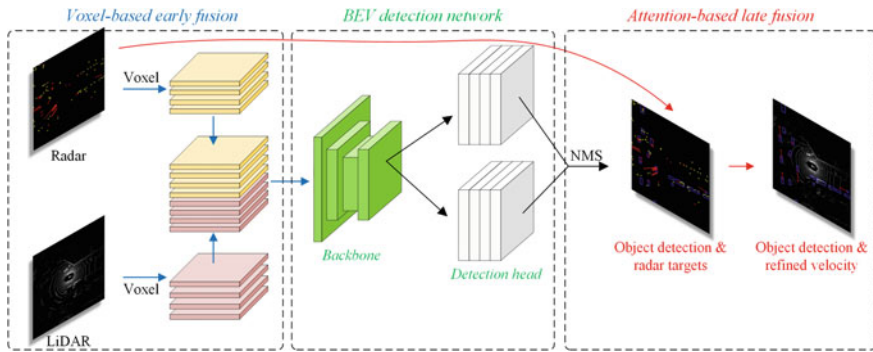 Voxel-based early fusion
BEV detection network
Attention-based late fusion
Voxel
Radar
NMS
Backbone
Detection head
Object detection &
radar targets
Object detection &
refined velocity
Voxel
LiDAR